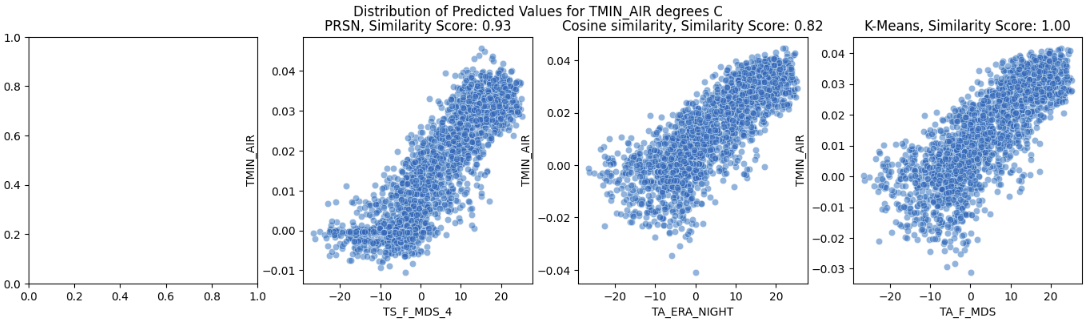 Distribution of Predicted Values for TMIN_AIR degrees C
PRSN, Similarity Score: 0.93
Cosine similarity, Similarity Score: 0.82
K-Means, Similarity Score: 1.00
1.0
0.8
0.6
0.4
0.2
0.0
0.0 0.2 0.4 0.6 0.8 1.0
TMIN_AIR
0.04
0.03
0.02
0.01
0.00
−0.01
−20 −10 0 10 20
TS_F_MDS_4
TMIN_AIR
0.04
0.02
0.00
−0.02
−0.04
−20 −10 0 10 20
TA_ERA_NIGHT
TMIN_AIR
0.04
0.03
0.02
0.01
0.00
−0.01
−0.02
−0.03
−20 −10 0 10 20
TA_F_MDS